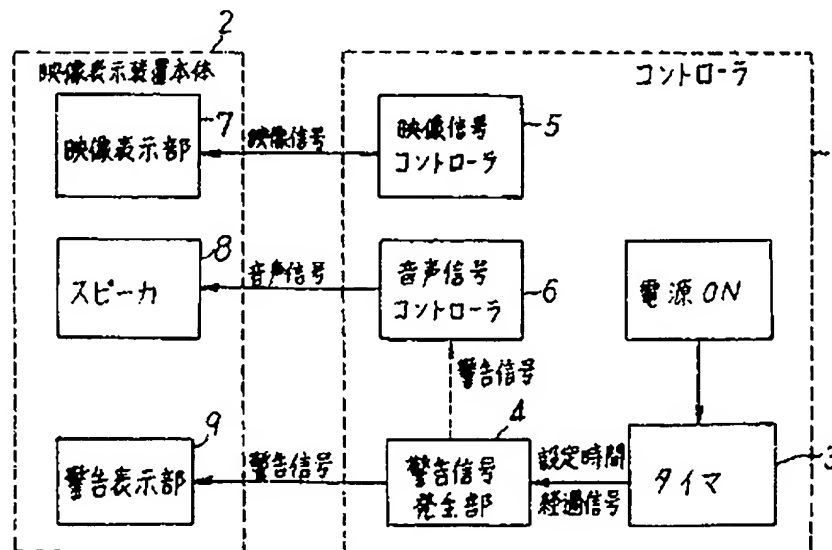 2
映像表示装置本体
コントローラ
7
映像表示部
映像信号
映像信号
コントローラ
5
8
スピーカ
音声信号
音声信号
コントローラ
6
電源ON
警告信号
9
警告表示部
警告信号
4
警告信号
発生部
設定時間
経過信号
タイマ
3